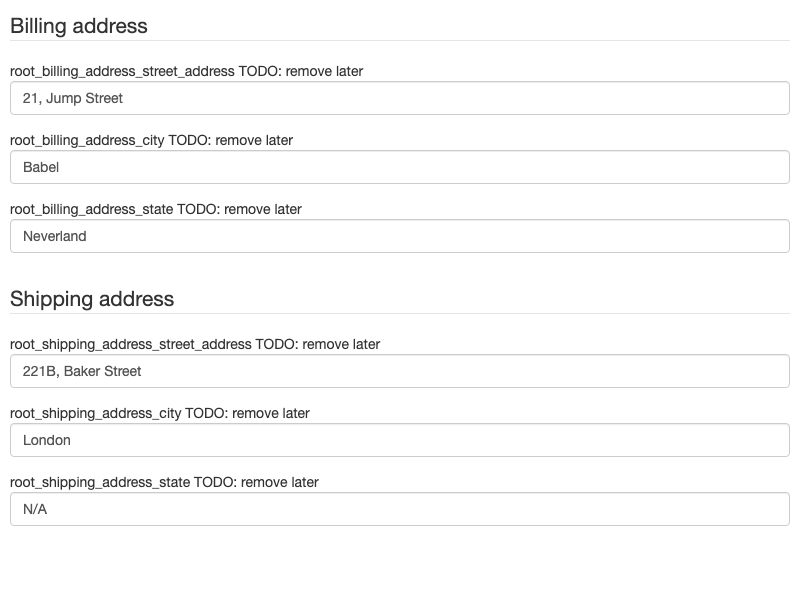 Billing address
root_billing_address_street_address TODO: remove later
21, Jump Street
root_billing_address_city TODO: remove later
Babel
root_billing_address_state TODO: remove later
Neverland
Shipping address
root_shipping_address_street_address TODO: remove later
221B, Baker Street
root_shipping_address_city TODO: remove later
London
root_shipping_address_state TODO: remove later
N/A